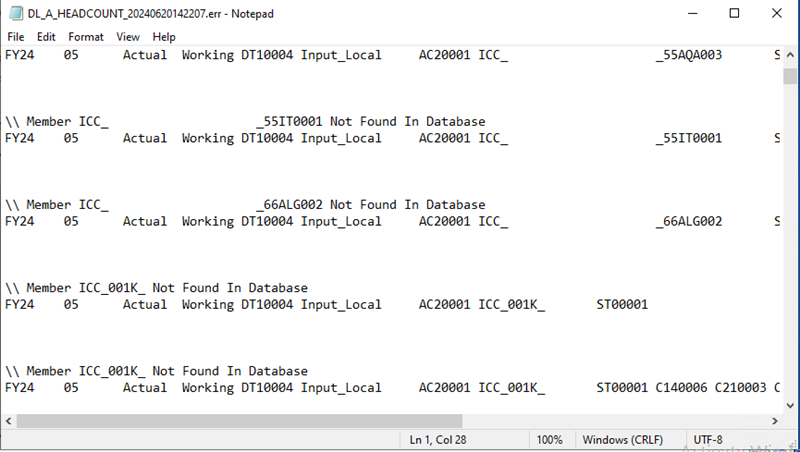 DL_A_HEADCOUNT_20240620142207.err - Notepad
File Edit Format View Help
FY24 05 Actual Working DT10004 Input_Local AC20001 ICC_ _55AQA003 S
\\ Member ICC_ _55IT0001 Not Found In Database
FY24 05 Actual Working DT10004 Input_Local AC20001 ICC_ _55IT0001 S
\\ Member ICC_ _66ALG002 Not Found In Database
FY24 05 Actual Working DT10004 Input_Local AC20001 ICC_ _66ALG002 S
\\ Member ICC_001K_ Not Found In Database
FY24 05 Actual Working DT10004 Input_Local AC20001 ICC_001K_ ST00001
\\ Member ICC_001K_ Not Found In Database
FY24 05 Actual Working DT10004 Input_Local AC20001 ICC_001K_ ST00001 C140006 C210003 C
Ln 1, Col 28 100% Windows (CRLF) UTF-8